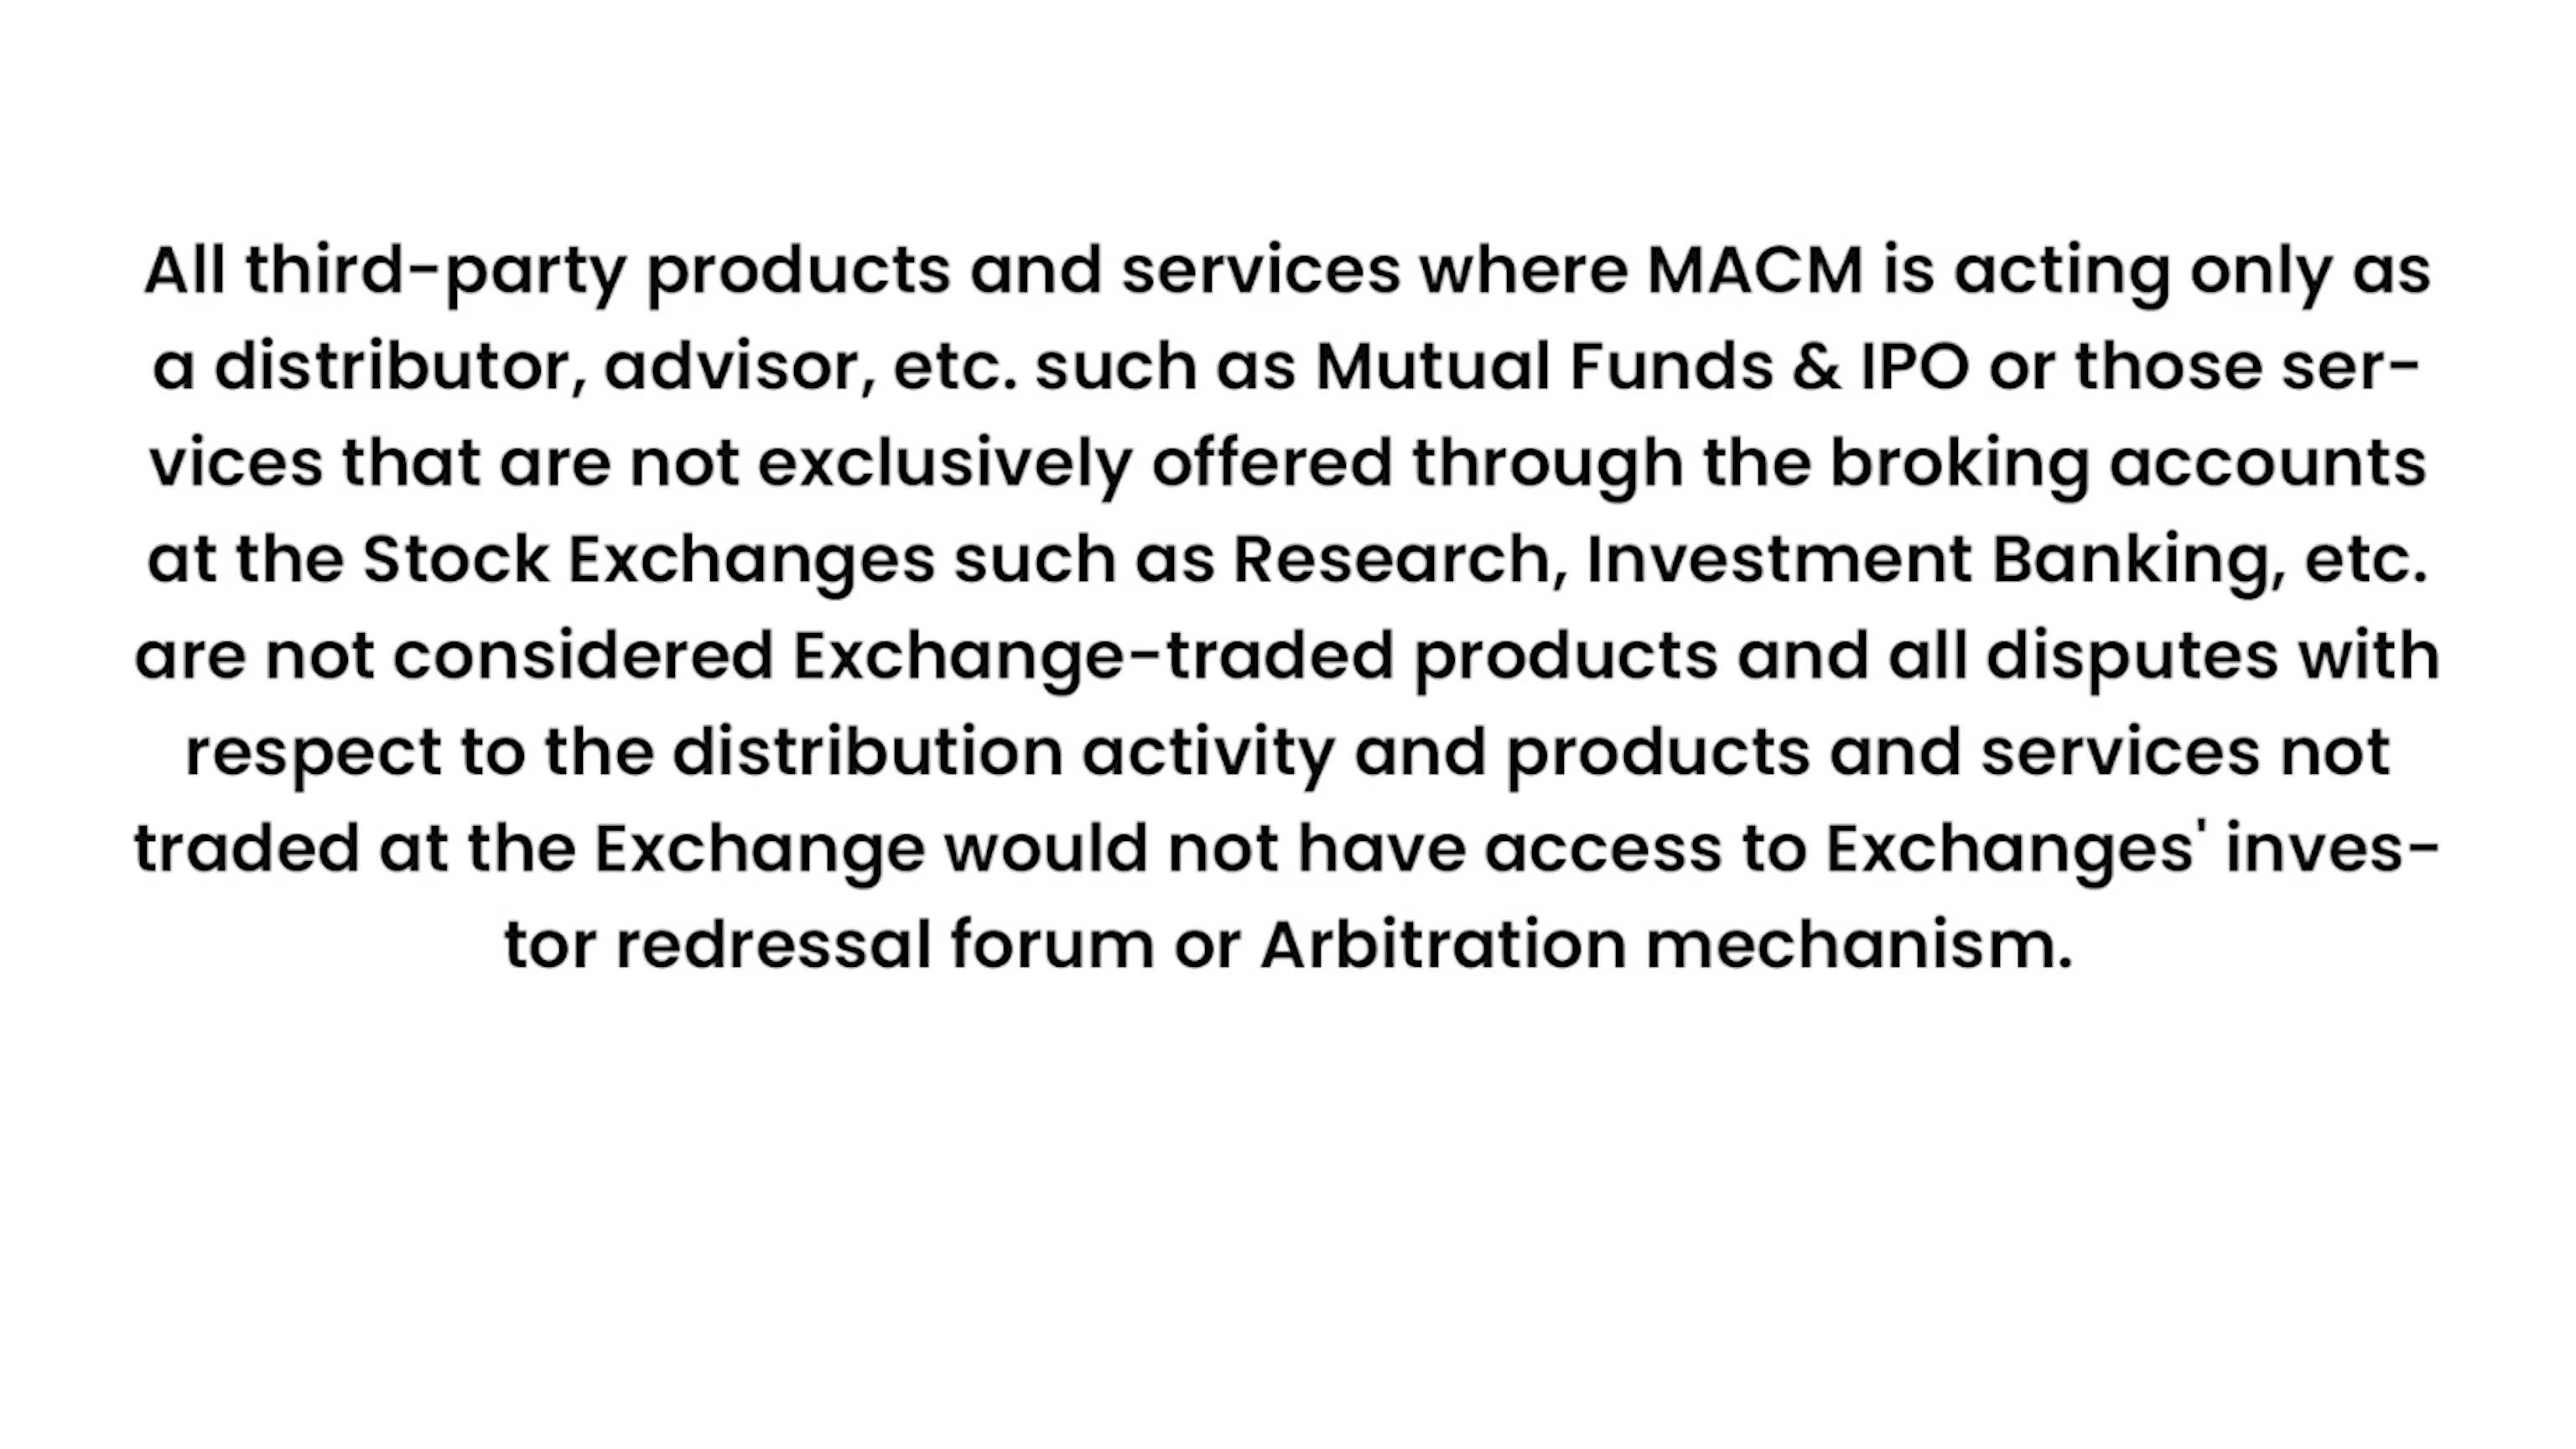 All third-party products and services where MACM is acting only as
a distributor, advisor, etc. such as Mutual Funds & IPO or those ser-
vices that are not exclusively offered through the broking accounts
at the Stock Exchanges such as Research, Investment Banking, etc.
are not considered Exchange-traded products and all disputes with
respect to the distribution activity and products and services not
traded at the Exchange would not have access to Exchanges' inves-
tor redressal forum or Arbitration mechanism.